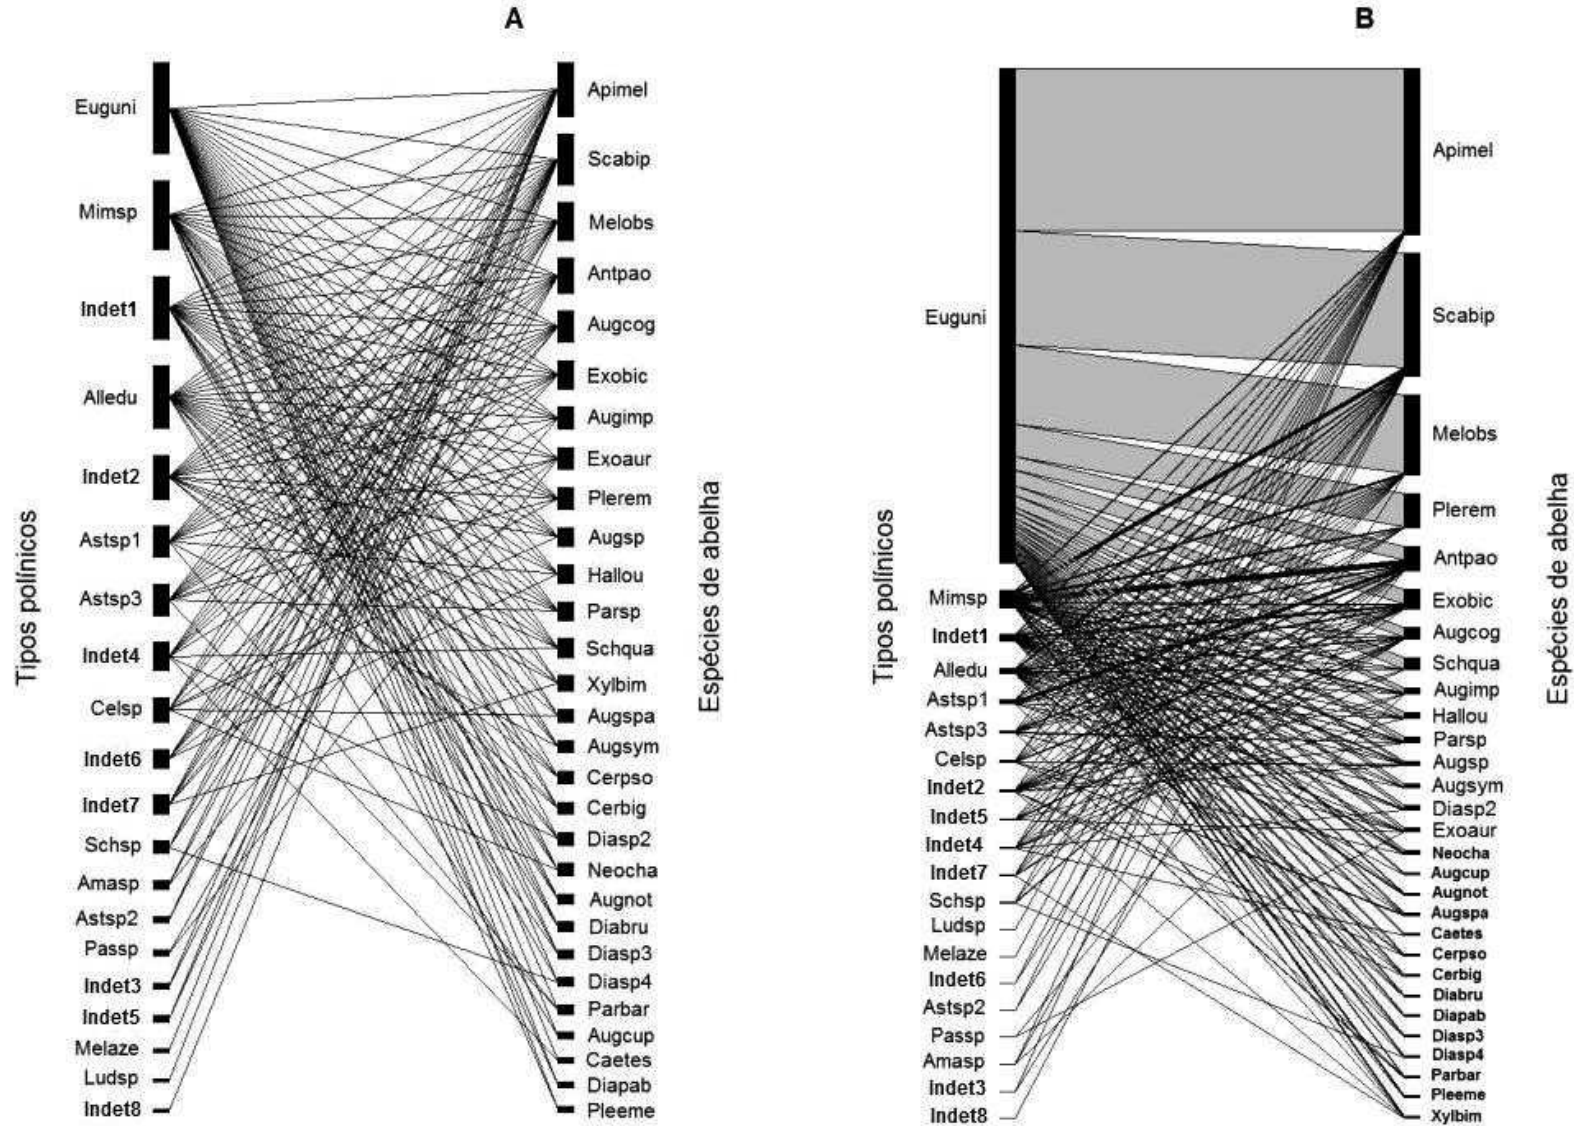 A
Tipos polínicos
Euguni
Mimsp
Indet1
Alledu
Indet2
Astsp1
Astsp3
Indet4
Celsp
Indet6
Indet7
Schsp
Amasp
Astsp2
Passp
Indet3
Indet5
Melaze
Ludsp
Indet8
Apimel
Scabip
Melobs
Antpao
Augcog
Exobic
Augimp
Exoaur
Plerem
Augsp
Hallou
Parsp
Schqua
Xylbim
Augspa
Augsym
Cerpso
Cerbig
Diasp2
Neocha
Augnot
Diabru
Diasp3
Diasp4
Parbar
Augcup
Caetes
Diapab
Pleeme
Espécies de abelha
B
Tipos polínicos
Euguni
Mimsp
Indet1
Alledu
Astsp1
Astsp3
Celsp
Indet2
Indet5
Indet4
Indet7
Schsp
Ludsp
Melaze
Indet6
Astsp2
Passp
Amasp
Indet3
Indet8
Apimel
Scabip
Melobs
Plerem
Antpao
Exobic
Augcog
Schqua
Augimp
Hallou
Parsp
Augsp
Augsym
Diasp2
Exoaur
Neocha
Augcup
Augnot
Augspa
Caetes
Cerpso
Cerbig
Diabru
Diapab
Diasp3
Diasp4
Parbar
Pleeme
Xylbim
Espécies de abelha